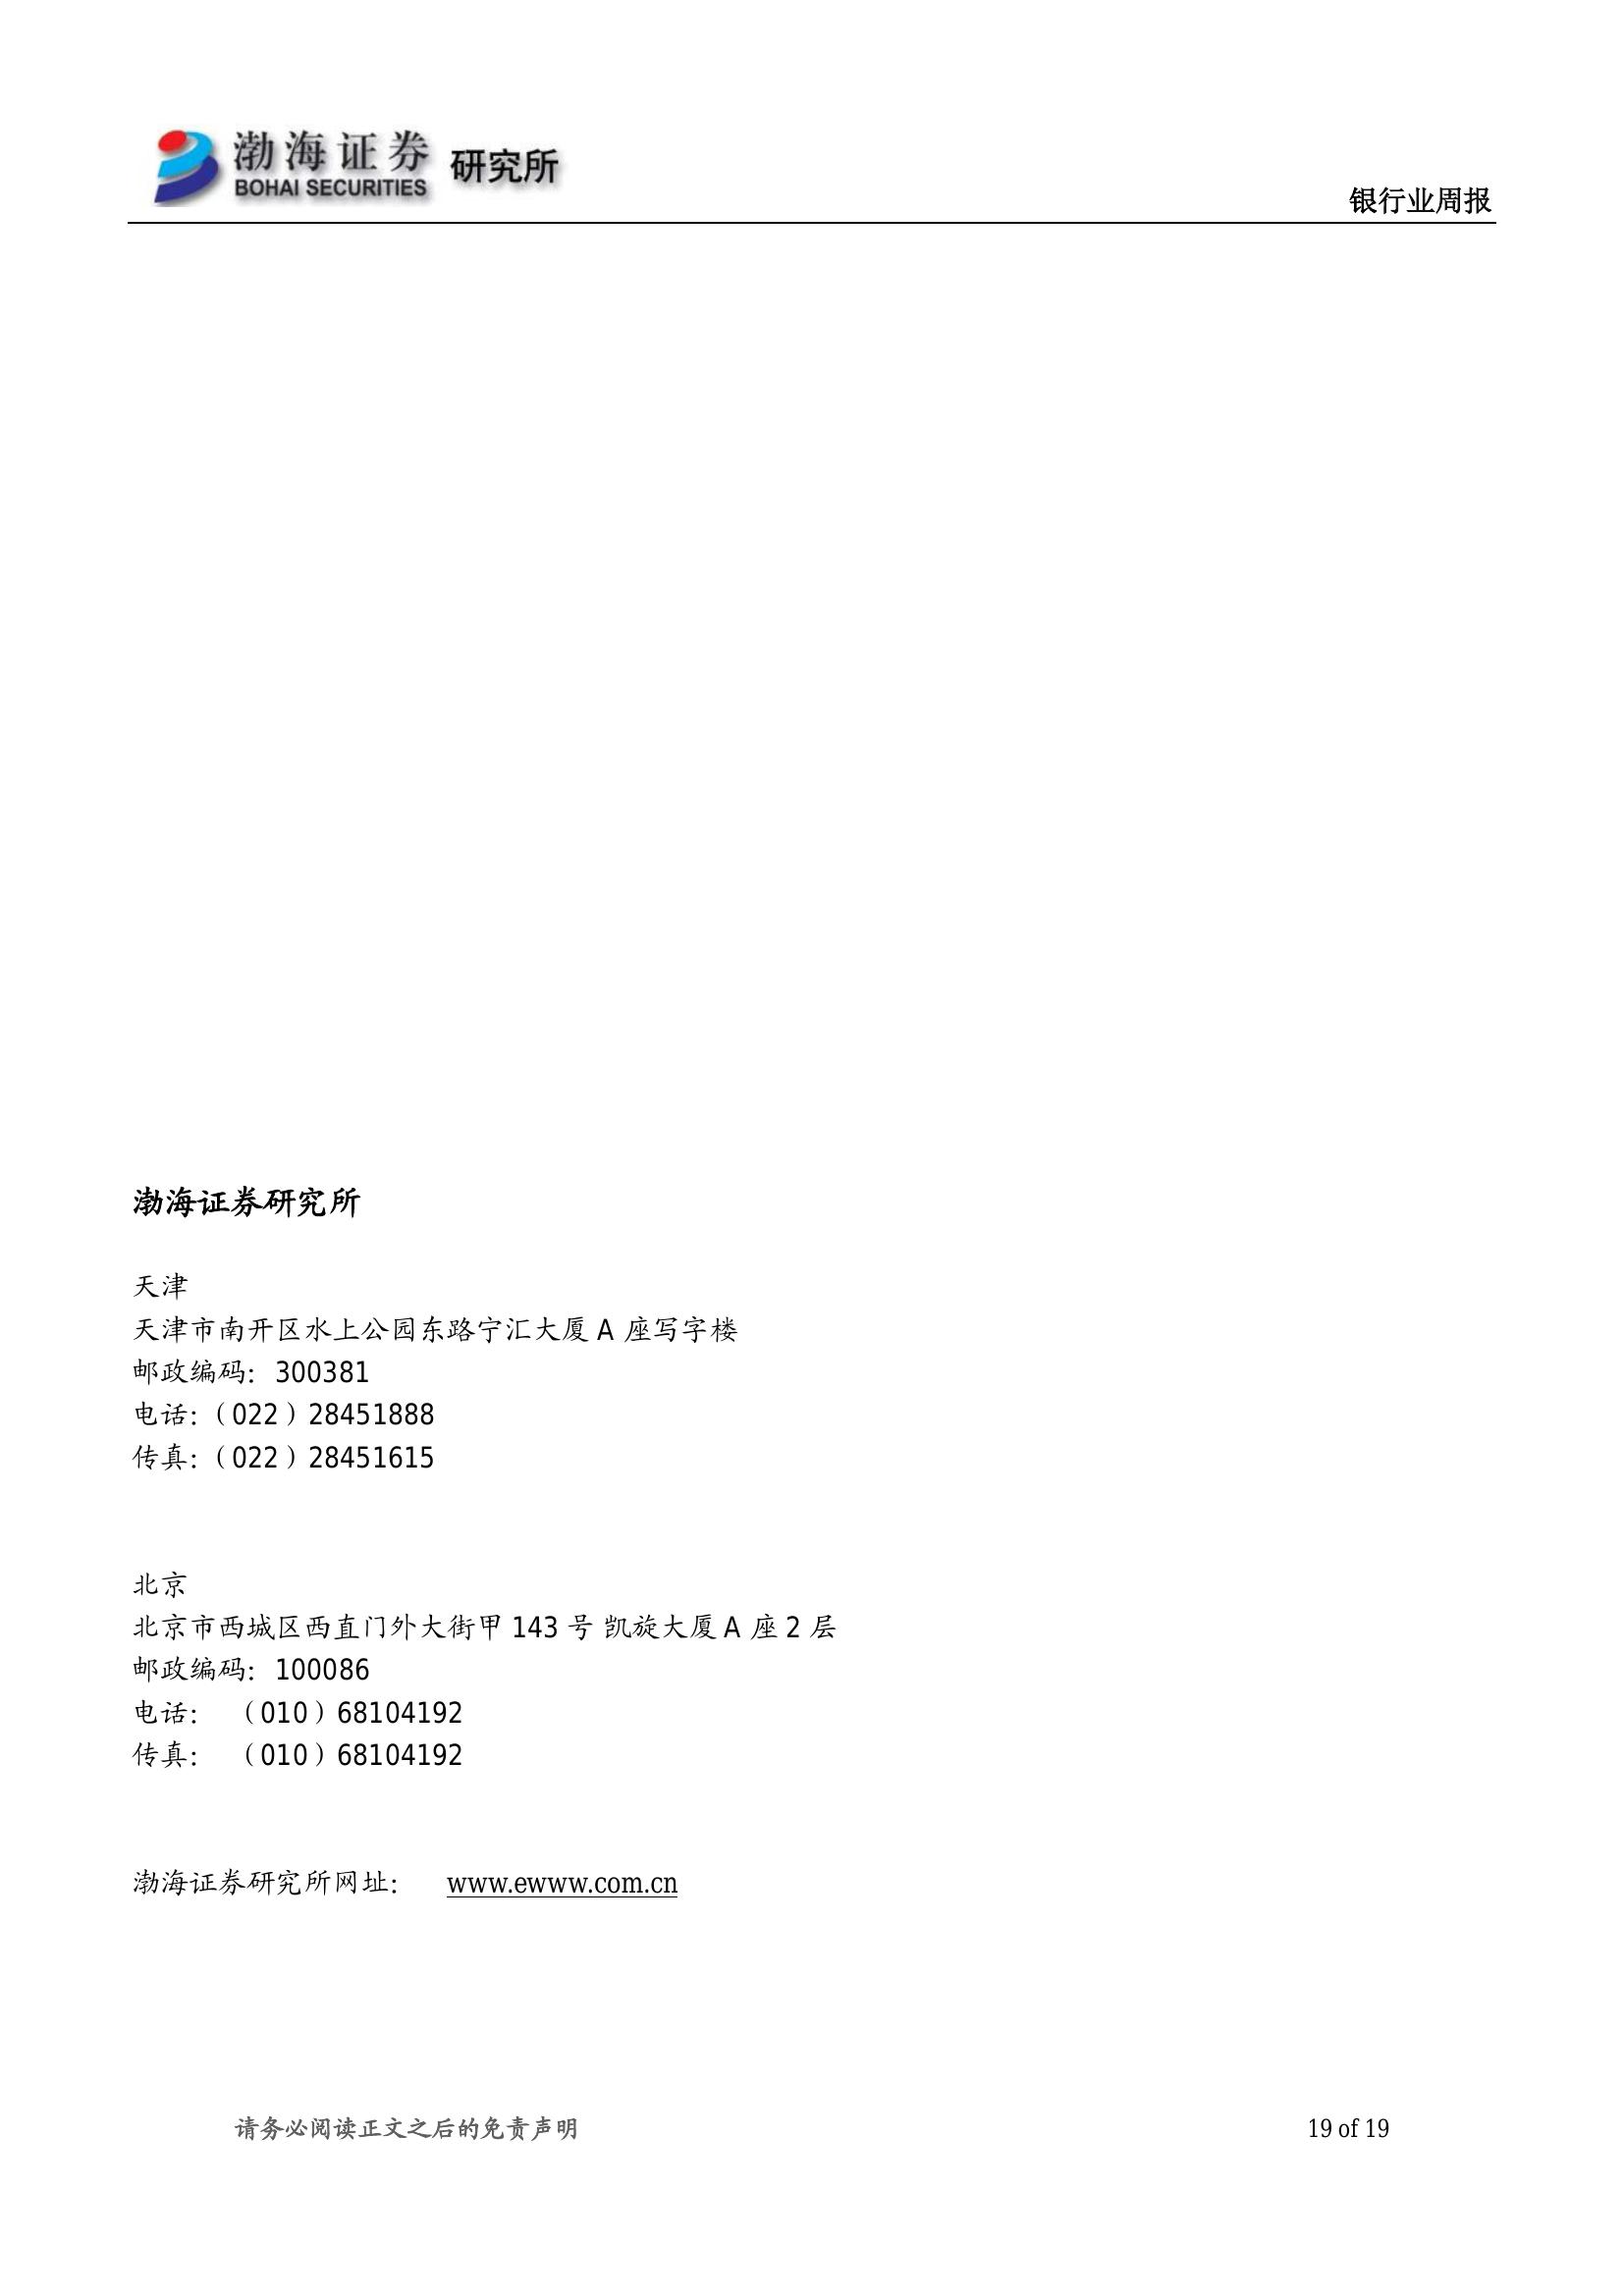 渤海证券
BOHAI SECURITIES
研究所
银行业周报
渤海证券研究所
天津
天津市南开区水上公园东路宁汇大厦 A 座写字楼
邮政编码：300381
电话：（022）28451888
传真：（022）28451615
北京
北京市西城区西直门外大街甲 143 号 凯旋大厦 A 座 2 层
邮政编码：100086
电话： （010）68104192
传真： （010）68104192
渤海证券研究所网址： www.ewww.com.cn
请务必阅读正文之后的免责声明
19 of 19